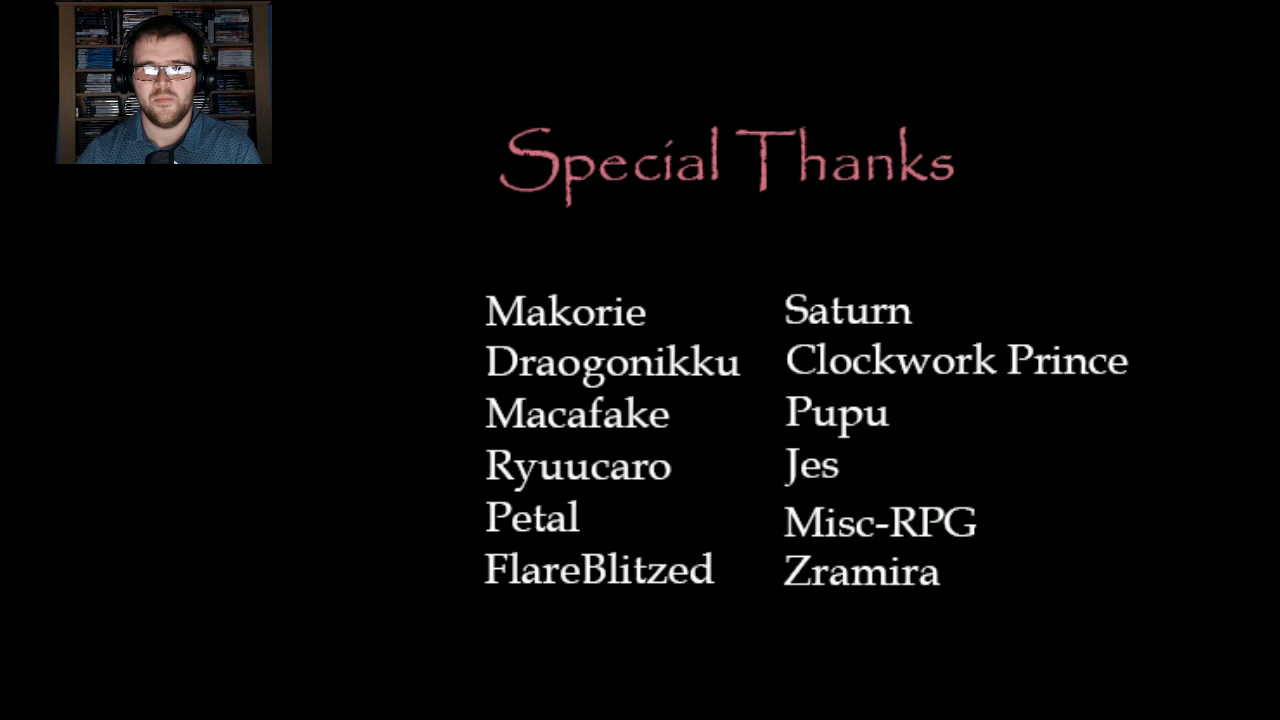 Special Thanks
Makorie
Draogonikku
Macafake
Ryuucaro
Petal
FlareBlitzed
Saturn
Clockwork Prince
Pupu
Jes
Misc-RPG
Zramira